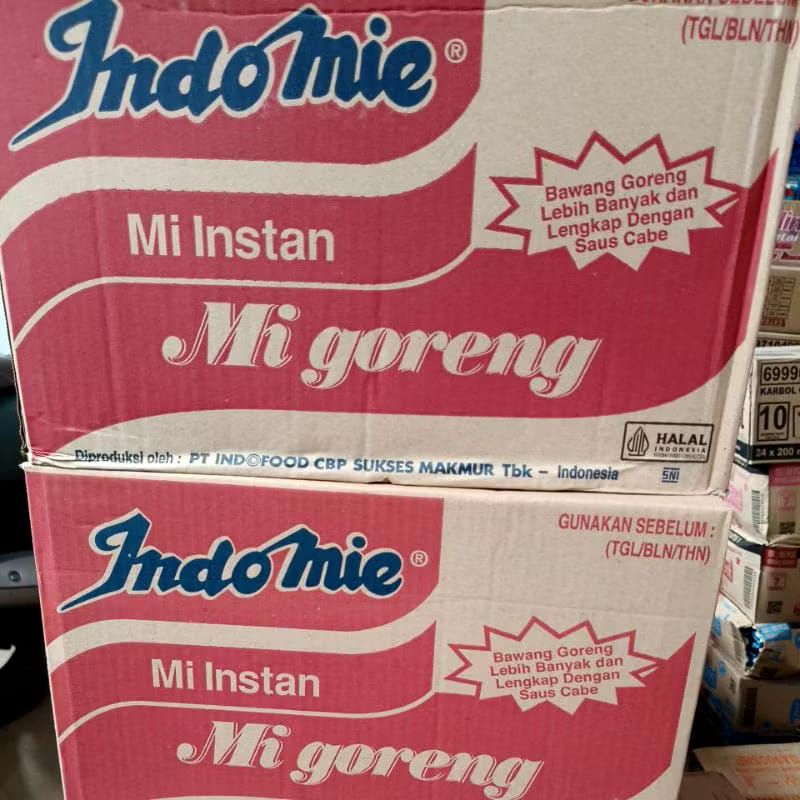 Indomie®
(TGL/BLN/THN)
Mi Instan
Bawang Goreng
Lebih Banyak dan
Lengkap Dengan
Saus Cabe
Mi goreng
HALAL
INDONESIA
Diproduksi oleh : PT INDOFOOD CBP SUKSES MAKMUR Tbk – Indonesia
SNI
Indomie®
GUNAKAN SEBELUM :
(TGL/BLN/THN)
Mi Instan
Bawang Goreng
Lebih Banyak dan
Lengkap Dengan
Saus Cabe
Mi goreng
KARBOL
10
24 x 200